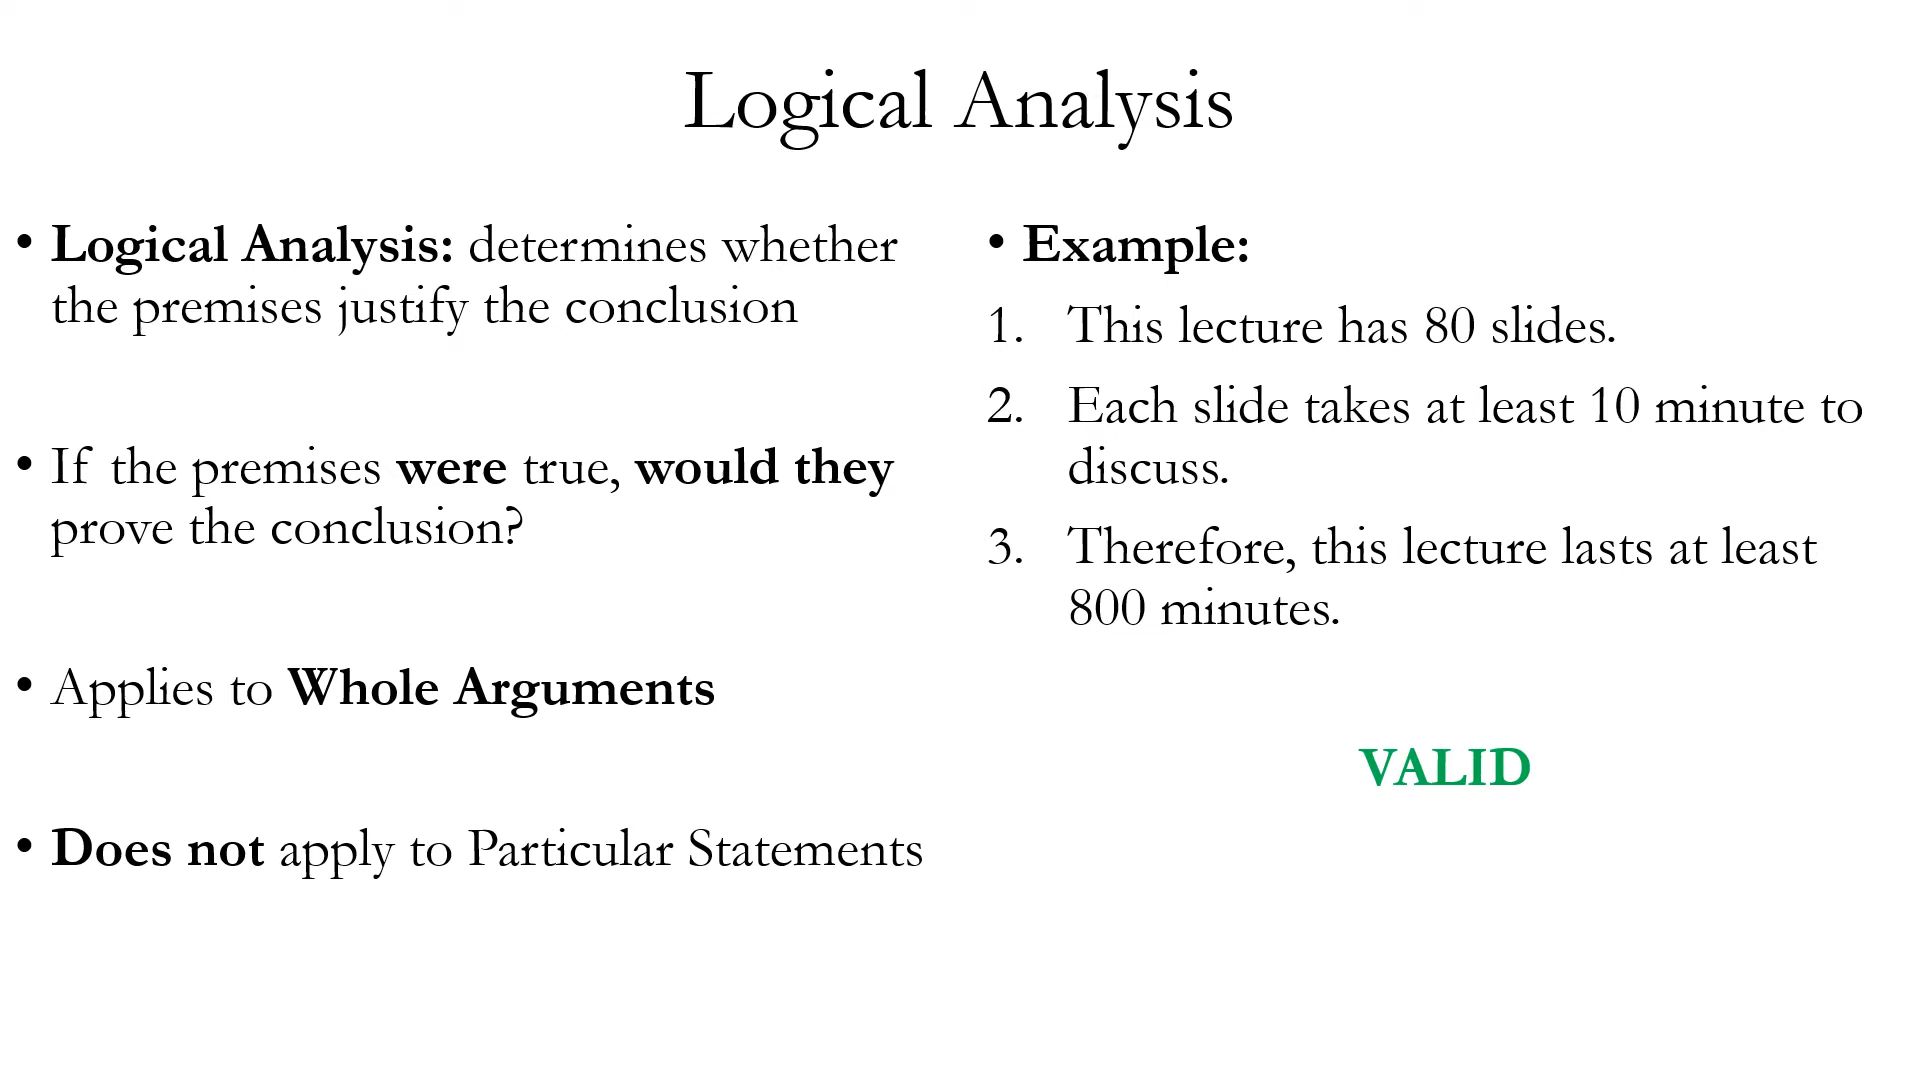 Logical Analysis
• Logical Analysis: determines whether
the premises justify the conclusion
• If the premises were true, would they
prove the conclusion?
• Applies to Whole Arguments
• Does not apply to Particular Statements
• Example:
1. This lecture has 80 slides.
2. Each slide takes at least 10 minute to
discuss.
3. Therefore, this lecture lasts at least
800 minutes.
VALID